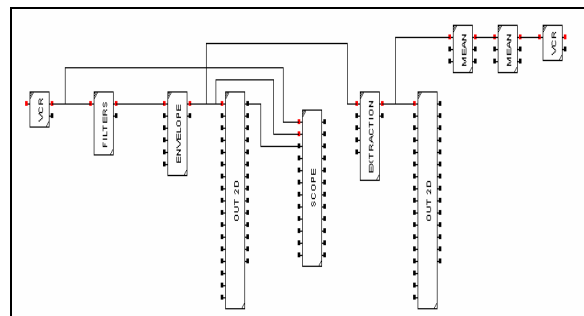 VCR
FILTERS
ENVELOPE
OUT 2D
SCOPE
EXTRACTION
OUT 2D
MEAN
MEAN
VCR